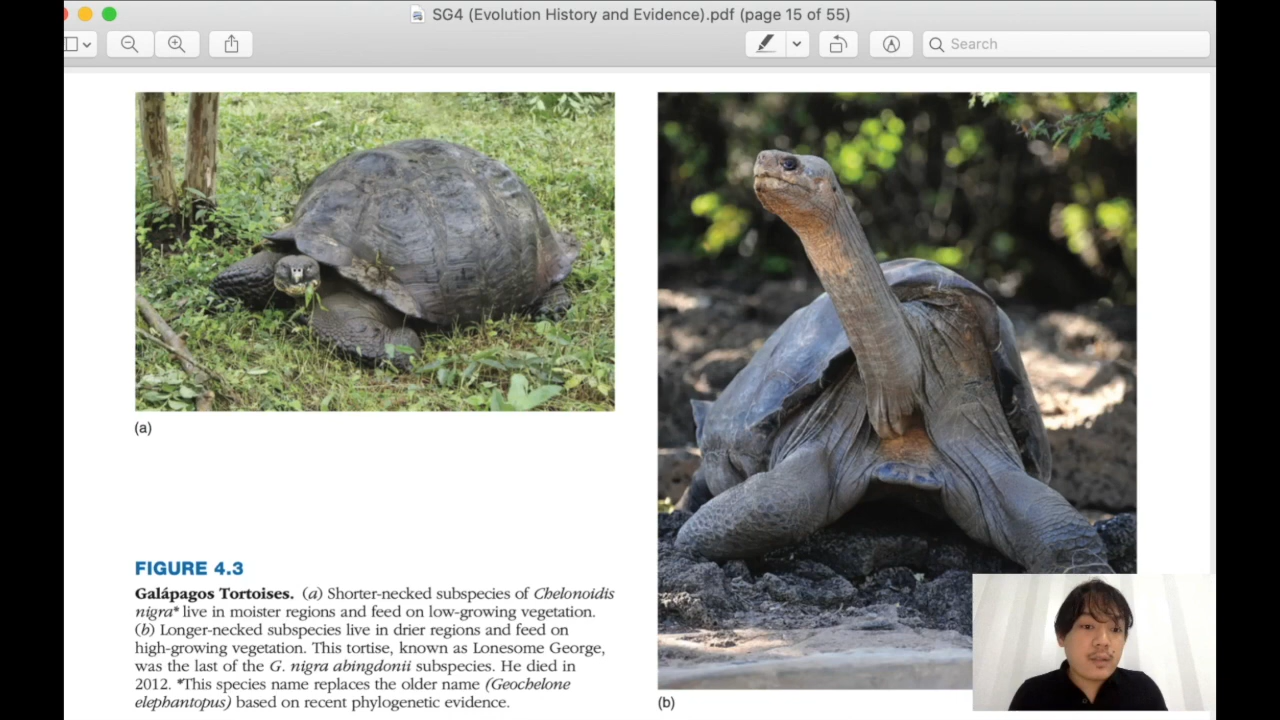 SG4 (Evolution History and Evidence).pdf (page 15 of 55)
Search
(a)
(b)
FIGURE 4.3
Galápagos Tortoises. (a) Shorter-necked subspecies of Chelonoidis
nigra* live in moister regions and feed on low-growing vegetation.
(b) Longer-necked subspecies live in drier regions and feed on
high-growing vegetation. This tortise, known as Lonesome George,
was the last of the G. nigra abingdonii subspecies. He died in
2012. *This species name replaces the older name (Geochelone
elephantopus) based on recent phylogenetic evidence.